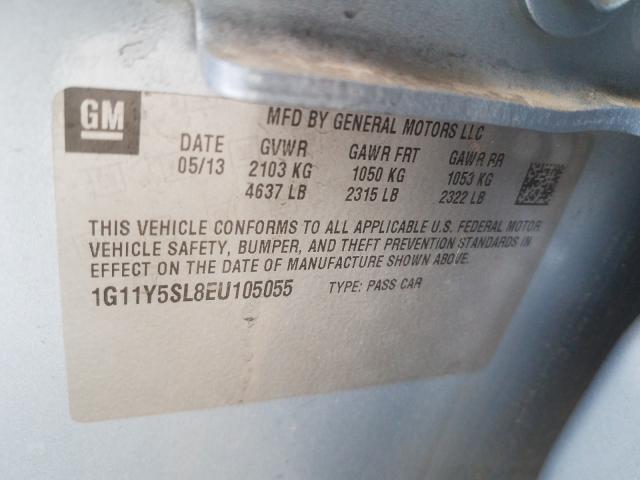 GM
MFD BY GENERAL MOTORS LLC
DATE GVWR GAWR FRT GAWR RR
05/13 2103 KG 1050 KG 1053 KG
4637 LB 2315 LB 2322 LB
THIS VEHICLE CONFORMS TO ALL APPLICABLE U.S. FEDERAL MOTOR
VEHICLE SAFETY, BUMPER, AND THEFT PREVENTION STANDARDS IN
EFFECT ON THE DATE OF MANUFACTURE SHOWN ABOVE.
1G11Y5SL8EU105055 TYPE: PASS CAR